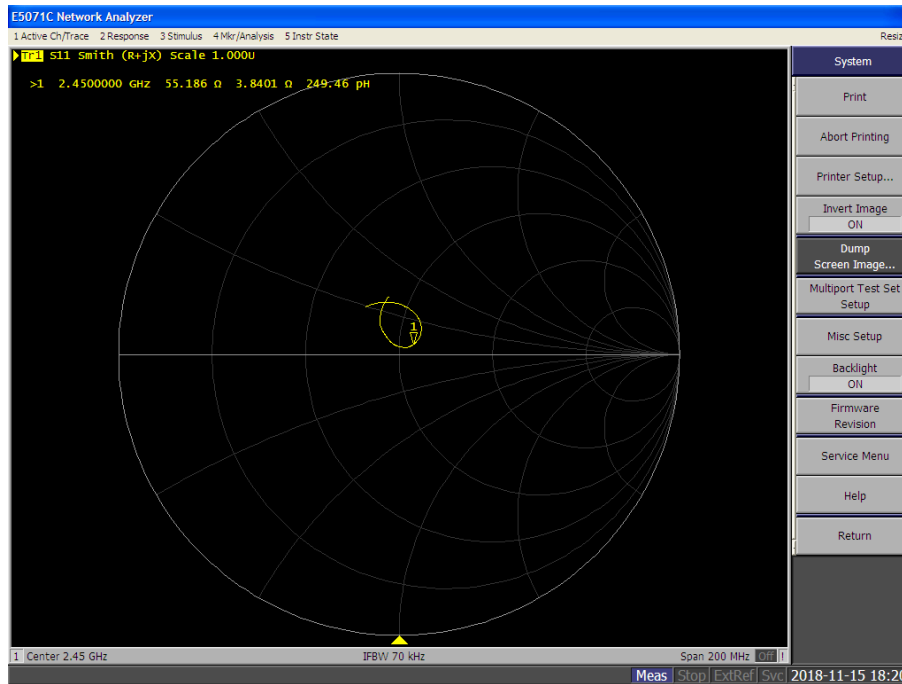 E5071C Network Analyzer
1 Active Ch/Trace 2 Response 3 Stimulus 4 Mkr/Analysis 5 Instr State Resiz
Tr1 S11 Smith (R+jX) Scale 1.000U
>1 2.4500000 GHz 55.186 Ω 3.8401 Ω 249.46 pH
1
System
Print
Abort Printing
Printer Setup...
Invert Image
ON
Dump
Screen Image...
Multiport Test Set
Setup
Misc Setup
Backlight
ON
Firmware
Revision
Service Menu
Help
Return
1 Center 2.45 GHz IFBW 70 kHz Span 200 MHz Off !
Meas Stop ExtRef Svc 2018-11-15 18:20